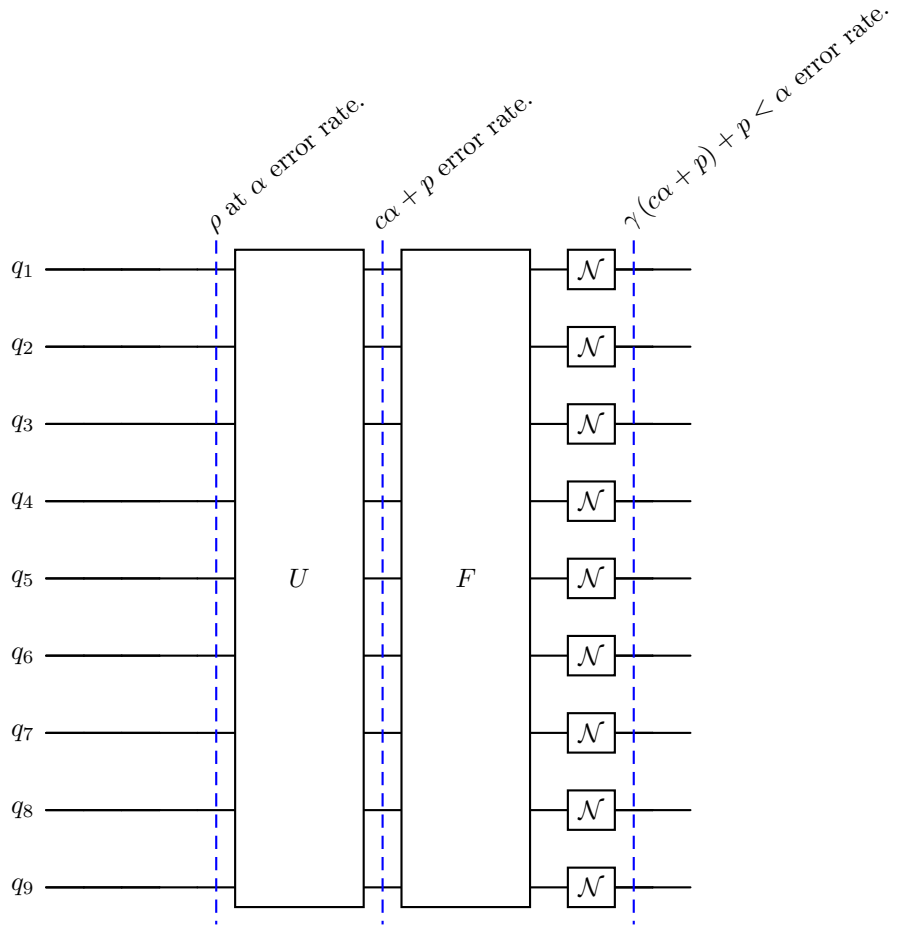 ρ at α error rate.
cα + p error rate.
γ (cα + p) + p < α error rate.
q₁ 𝒩
q₂ 𝒩
q₃ 𝒩
q₄ 𝒩
q₅ U F 𝒩
q₆ 𝒩
q₇ 𝒩
q₈ 𝒩
q₉ 𝒩